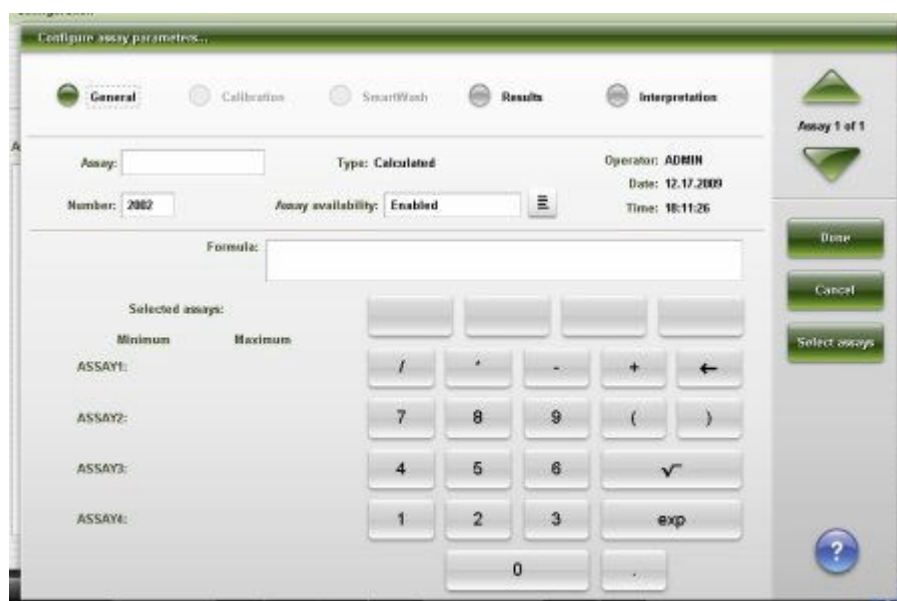 Configure assay parameters...
General Calibration SmartWash Results Interpretation
Assay 1 of 1
Assay: Type: Calculated Operator: ADMIN
Date: 12.17.2009
Number: 2002 Assay availability: Enabled Time: 18:11:26
Formula:
Done
Cancel
Select assays
Selected assays:
Minimum Maximum
ASSAY1: / * - + ←
ASSAY2: 7 8 9 ( )
ASSAY3: 4 5 6 √
ASSAY4: 1 2 3 exp
0 .
?